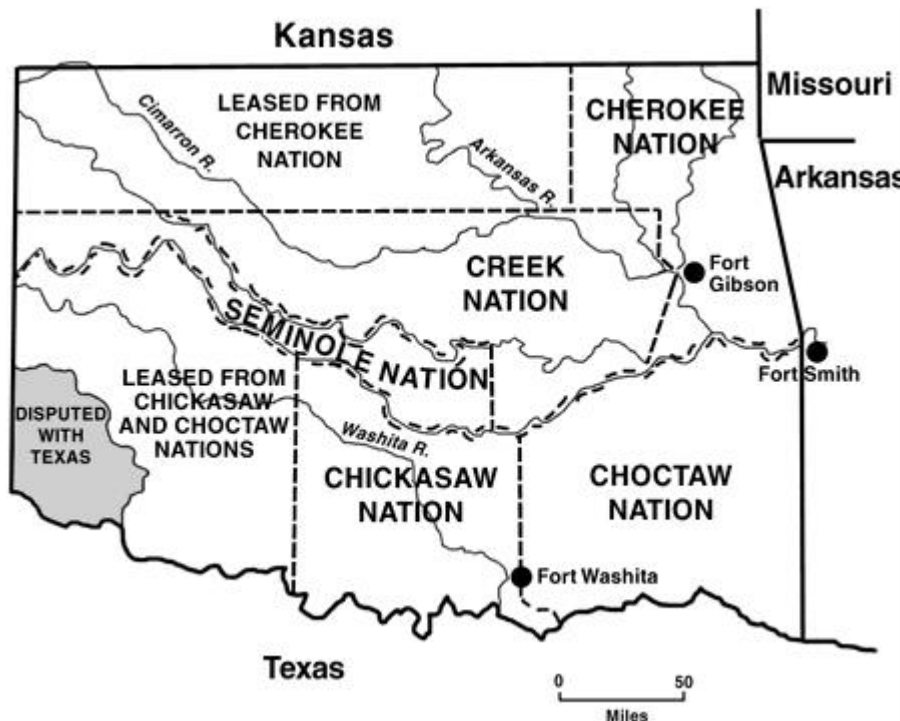 Kansas
Missouri
Arkansas
LEASED FROM
CHEROKEE
NATION
CHEROKEE
NATION
Cimarron R.
Arkansas R.
CREEK
NATION
Fort
Gibson
SEMINOLE NATION
Fort Smith
LEASED FROM
CHICKASAW
AND CHOCTAW
NATIONS
DISPUTED
WITH
TEXAS
Washita R.
CHICKASAW
NATION
CHOCTAW
NATION
Fort Washita
Texas
0 50
Miles